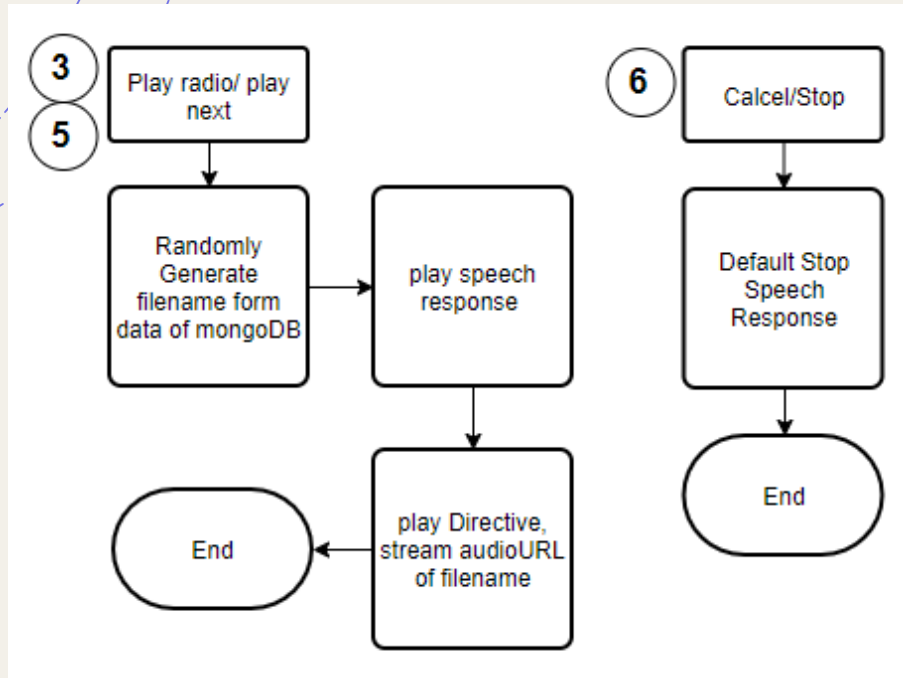 3
5
Play radio/ play
next
Randomly
Generate
filename form
data of mongoDB
play speech
response
play Directive,
stream audioURL
of filename
End
6
Calcel/Stop
Default Stop
Speech
Response
End